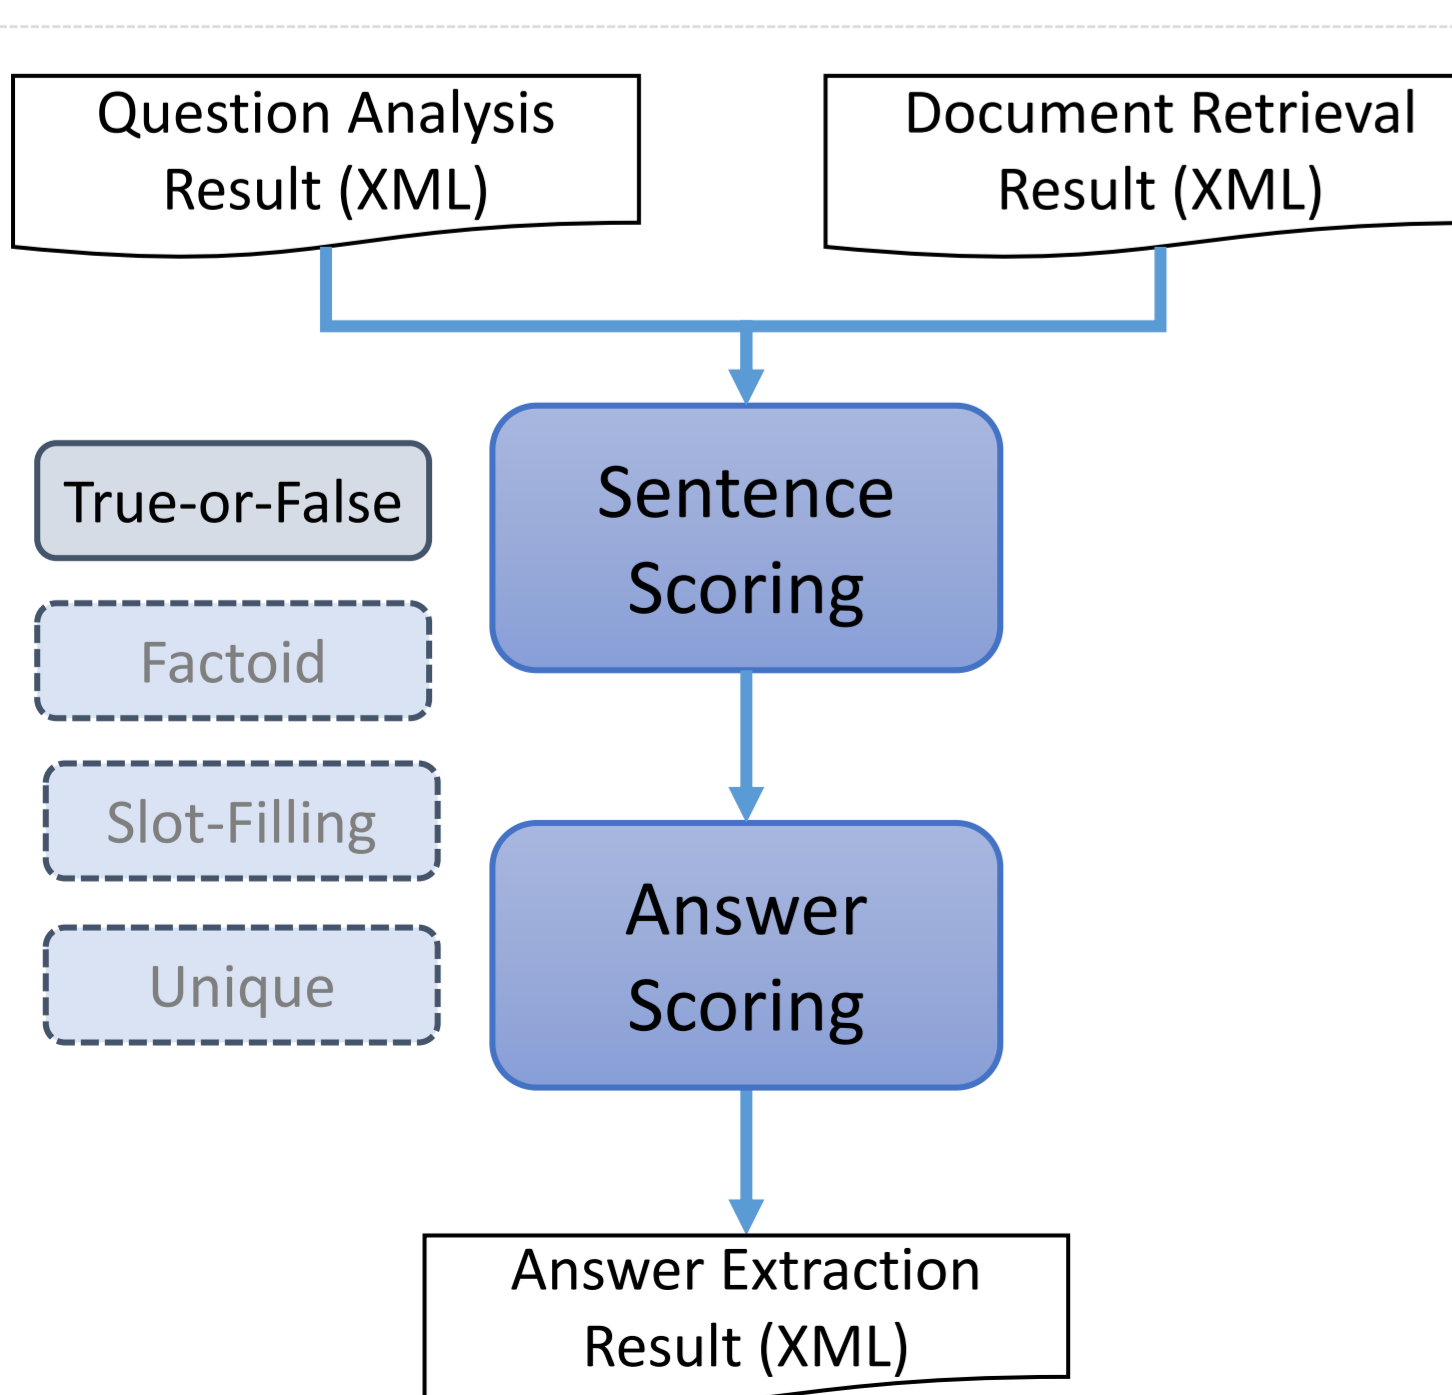 Question Analysis
Result (XML)
Document Retrieval
Result (XML)
True-or-False
Factoid
Slot-Filling
Unique
Sentence
Scoring
Answer
Scoring
Answer Extraction
Result (XML)